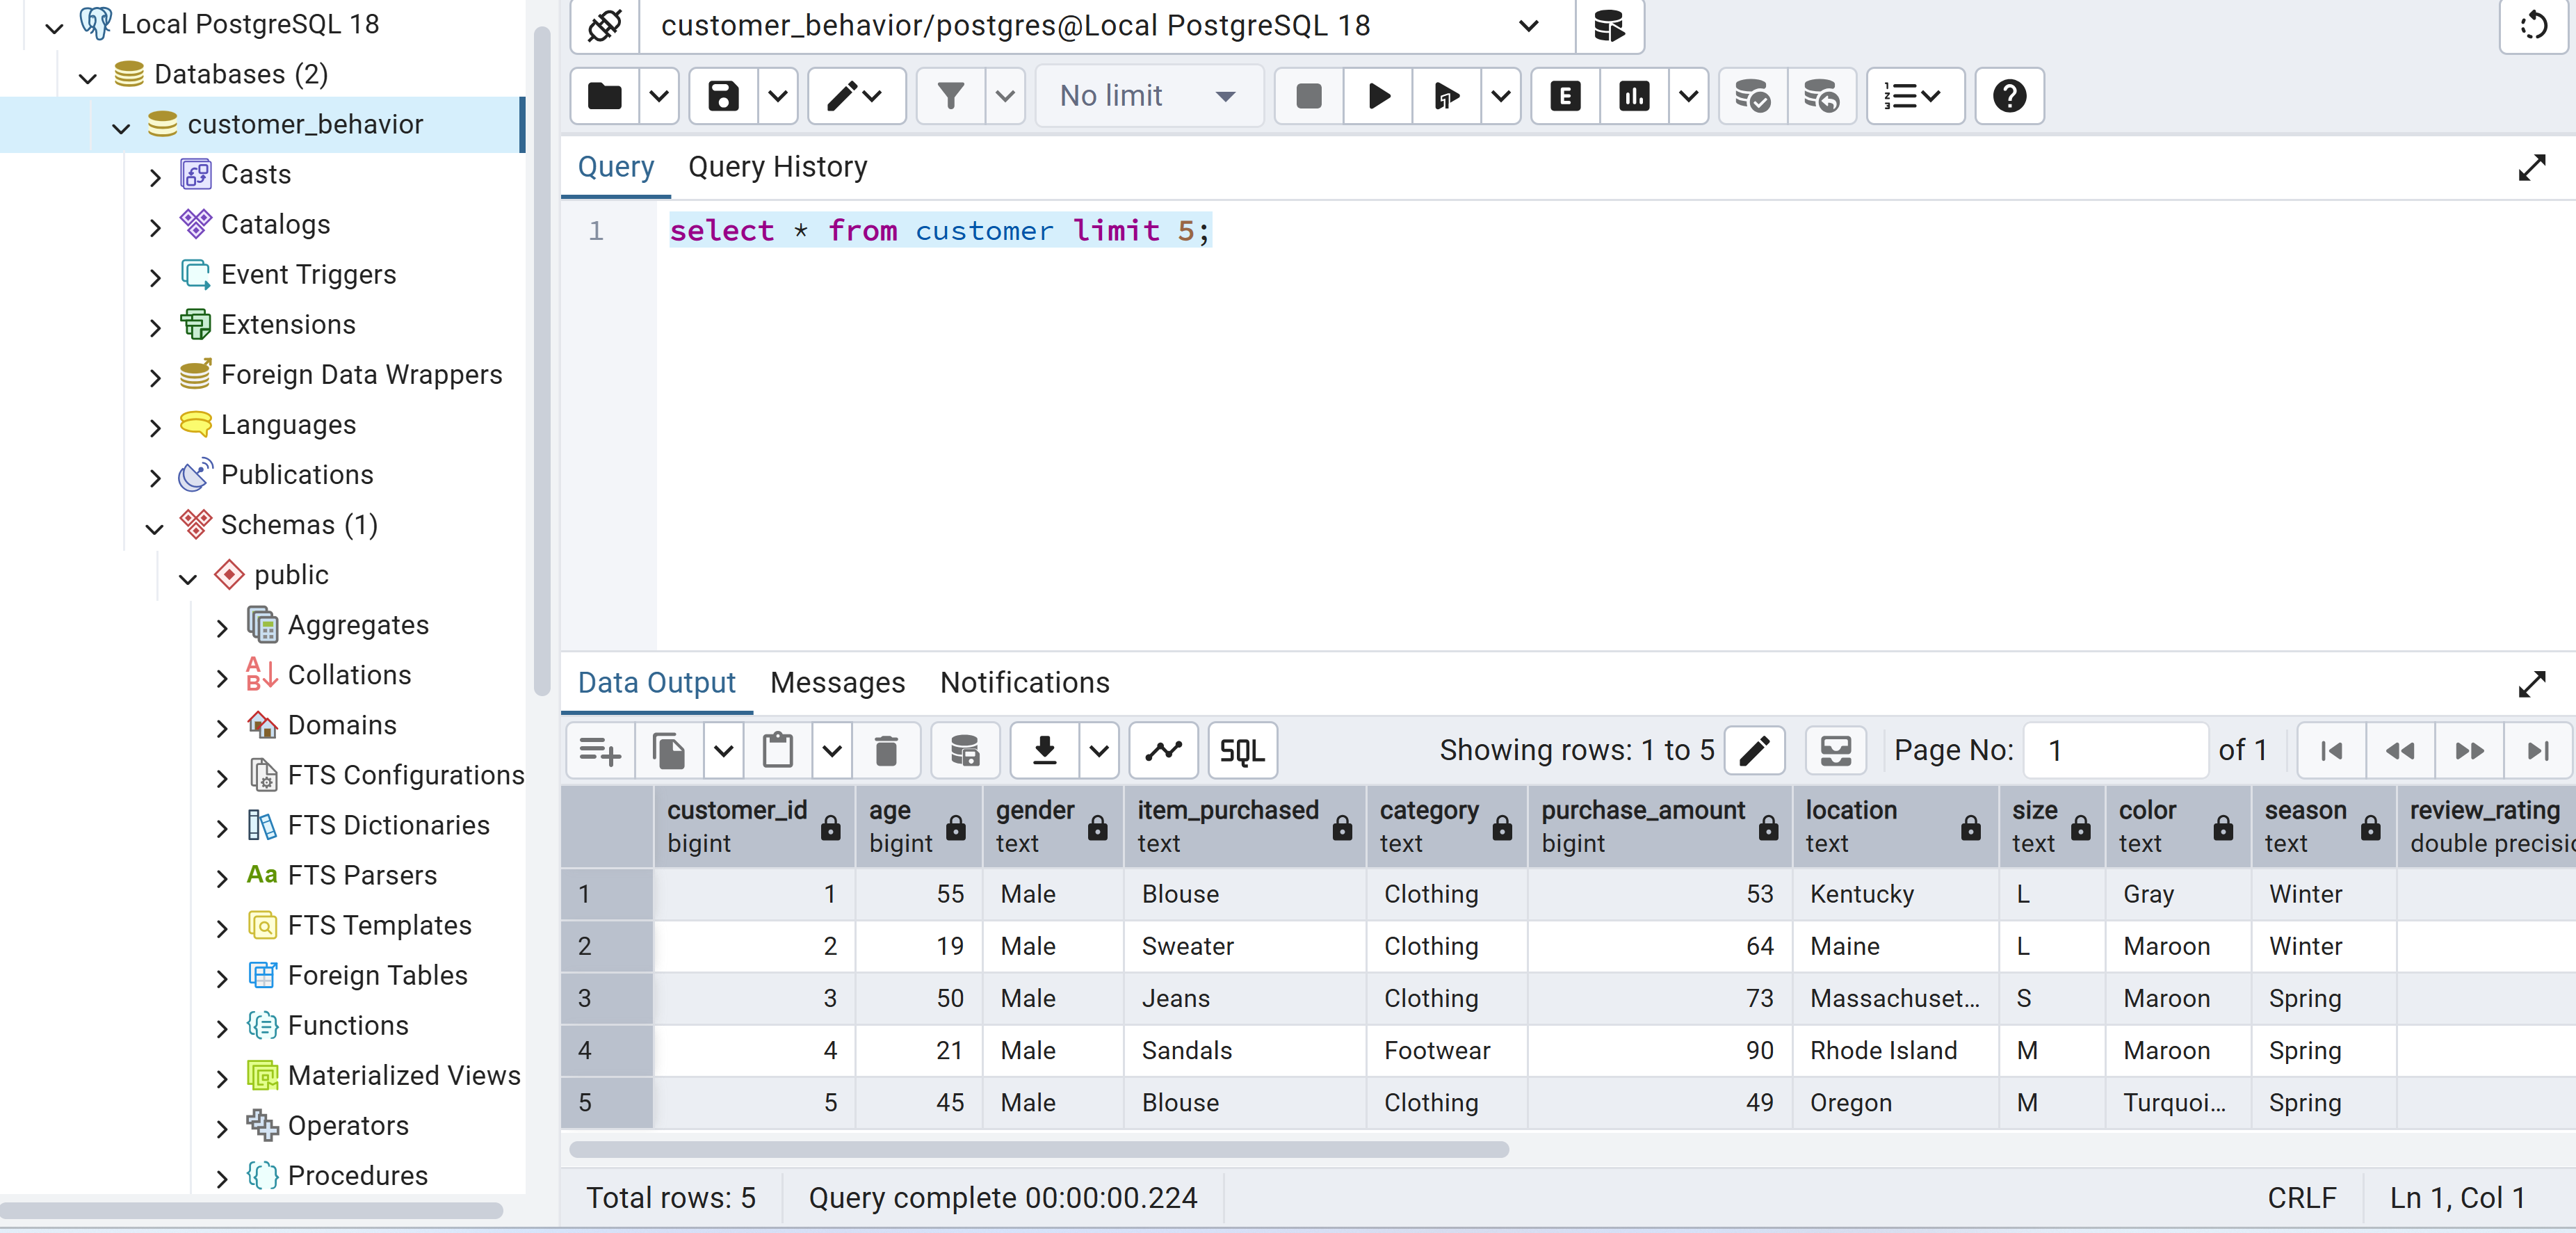 Local PostgreSQL 18
Databases (2)
customer_behavior
Casts
Catalogs
Event Triggers
Extensions
Foreign Data Wrappers
Languages
Publications
Schemas (1)
public
Aggregates
A
B
Collations
Domains
FTS Configurations
FTS Dictionaries
Aa FTS Parsers
FTS Templates
Foreign Tables
Functions
Materialized Views
Operators
Procedures
customer_behavior/postgres@Local PostgreSQL 18
No limit
E
Query Query History
1 select * from customer limit 5;
Data Output Messages Notifications
SQL Showing rows: 1 to 5 Page No: 1 of 1
customer_id age gender item_purchased category purchase_amount location size color season review_rating
bigint bigint text text text bigint text text text text double precisio
1 1 55 Male Blouse Clothing 53 Kentucky L Gray Winter
2 2 19 Male Sweater Clothing 64 Maine L Maroon Winter
3 3 50 Male Jeans Clothing 73 Massachuset... S Maroon Spring
4 4 21 Male Sandals Footwear 90 Rhode Island M Maroon Spring
5 5 45 Male Blouse Clothing 49 Oregon M Turquoi... Spring
Total rows: 5 Query complete 00:00:00.224 CRLF Ln 1, Col 1